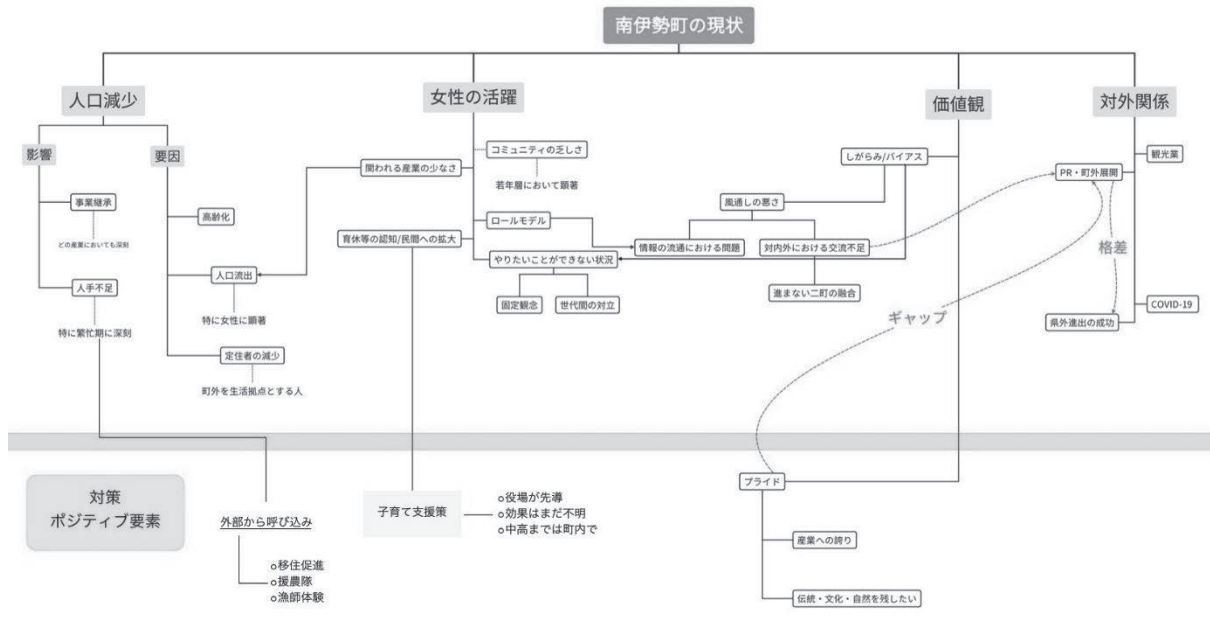 南伊勢町の現状
人口減少
影響
事業継承
どの産業においても深刻
人手不足
特に繁忙期に深刻
要因
高齢化
人口流出
特に女性に顕著
定住者の減少
町外を生活拠点とする人
女性の活躍
関われる産業の少なさ
育休等の認知/民間への拡大
コミュニティの乏しさ
若年層において顕著
ロールモデル
やりたいことができない状況
固定観念
世代間の対立
価値観
しがらみ/バイアス
風通しの悪さ
情報の流通における問題
対内外における交流不足
進まない二町の融合
対外関係
観光業
PR・町外展開
格差
COVID-19
県外進出の成功
ギャップ
対策
ポジティブ要素
外部から呼び込み
○移住促進
○援農隊
○漁師体験
子育て支援策
○役場が先導
○効果はまだ不明
○中高までは町内で
プライド
産業への誇り
伝統・文化・自然を残したい